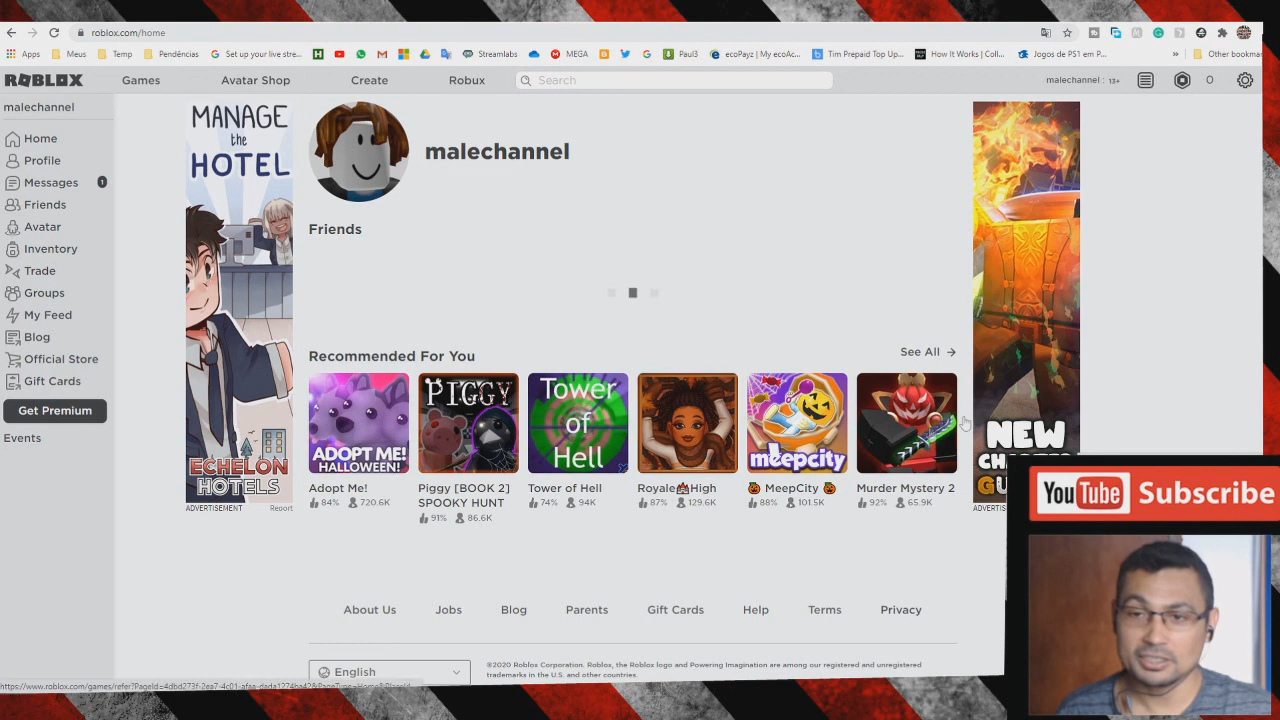 roblox.com/home
Apps Meus Temp Pendências Set up your live stre... Streamlabs MEGA Paul3 ecoPayz | My ecoAc... Tim Prepaid Top Up... How It Works | Coll... Jogos de PS1 em P... » Other bookmar
ROBLOX Games Avatar Shop Create Robux Search malechannel : 13+ 0
malechannel
Home
Profile
Messages 1
Friends
Avatar
Inventory
Trade
Groups
My Feed
Blog
Official Store
Gift Cards
Get Premium
Events
MANAGE
the
HOTEL
ECHELON
HOTELS
ADVERTISEMENT Report
malechannel
Friends
Recommended For You
See All →
ADOPT ME!
HALLOWEEN!
PIGGY
Tower
of
Hell
meepcity
Adopt Me!
84% 720.6K
Piggy [BOOK 2]
SPOOKY HUNT
91% 86.6K
Tower of Hell
74% 94K
Royale🏰High
87% 129.6K
🎃 MeepCity 🎃
88% 101.5K
Murder Mystery 2
92% 65.9K
NEW
ADVERTIS
About Us Jobs Blog Parents Gift Cards Help Terms Privacy
English
©2020 Roblox Corporation. Roblox, the Roblox logo and Powering Imagination are among our registered and unregistered
trademarks in the U.S. and other countries.
YouTube Subscribe